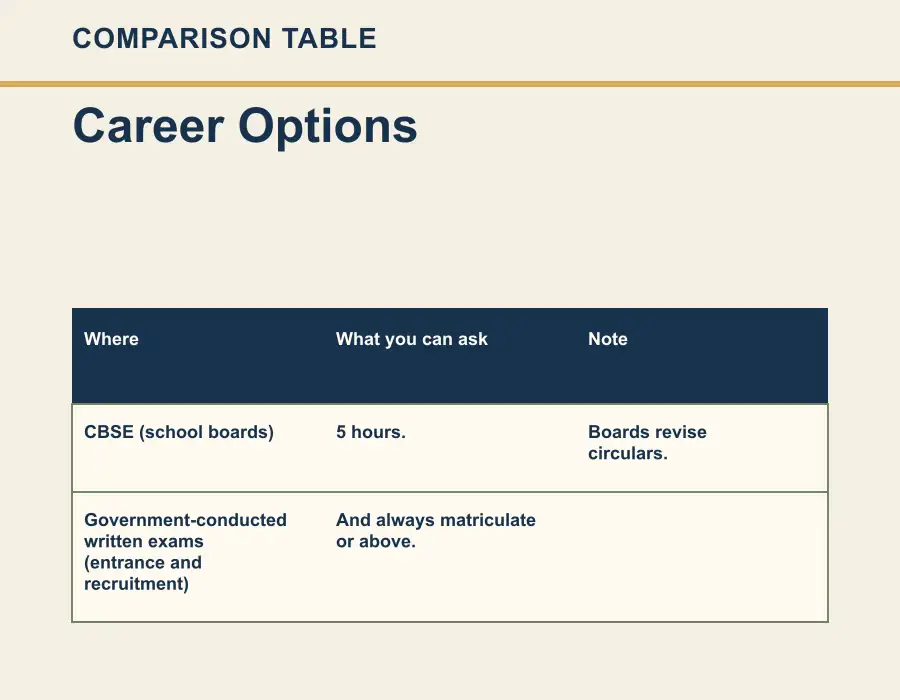 COMPARISON TABLE
Career Options
Where
What you can ask
Note
CBSE (school boards)
5 hours.
Boards revise
circulars.
Government-conducted
written exams
(entrance and
recruitment)
And always matriculate
or above.